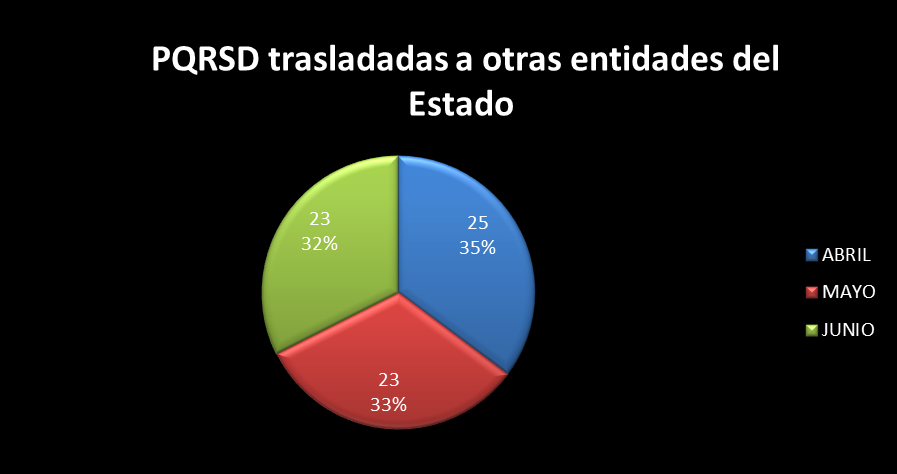 PQRSD trasladadas a otras entidades del
Estado
23
32%
25
35%
23
33%
ABRIL
MAYO
JUNIO